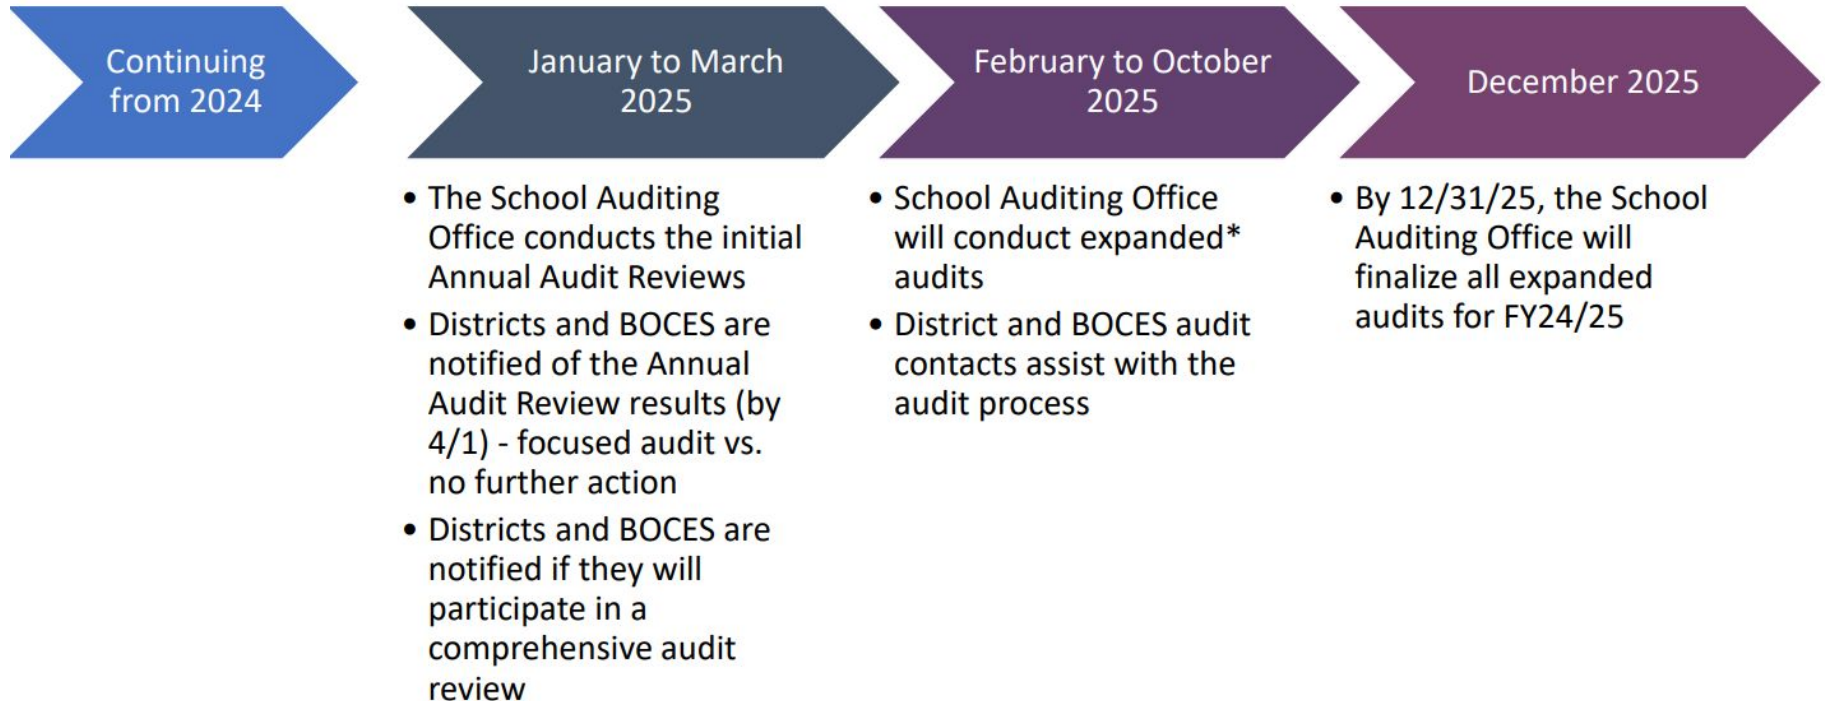 Continuing
from 2024
January to March
2025
• The School Auditing
Office conducts the initial
Annual Audit Reviews
• Districts and BOCES are
notified of the Annual
Audit Review results (by
4/1) - focused audit vs.
no further action
• Districts and BOCES are
notified if they will
participate in a
comprehensive audit
review
February to October
2025
• School Auditing Office
will conduct expanded*
audits
• District and BOCES audit
contacts assist with the
audit process
December 2025
• By 12/31/25, the School
Auditing Office will
finalize all expanded
audits for FY24/25